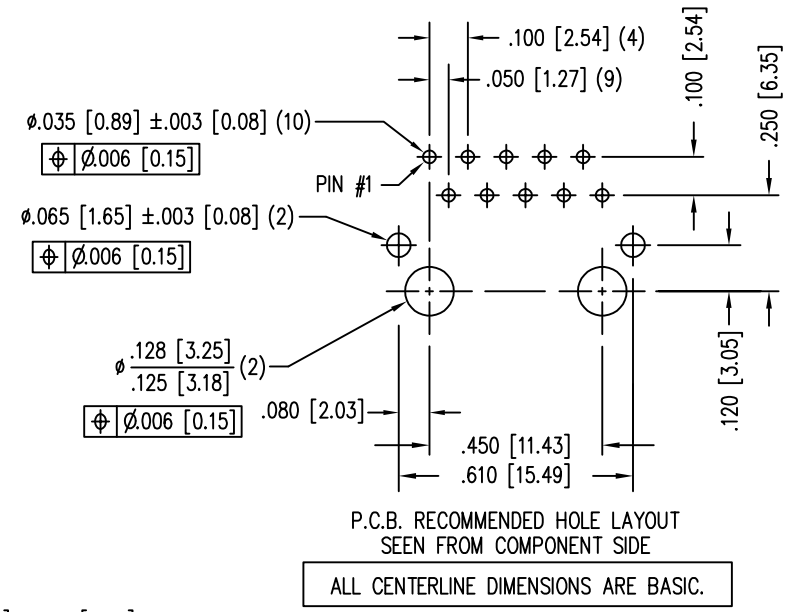 .100 [2.54] (4)
.050 [1.27] (9)
.100 [2.54]
.250 [6.35]
⌀.035 [0.89] ±.003 [0.08] (10)
⌖ ⌀.006 [0.15]
PIN #1
⌀.065 [1.65] ±.003 [0.08] (2)
⌖ ⌀.006 [0.15]
⌀ .128 [3.25]
.125 [3.18] (2)
⌖ ⌀.006 [0.15]
.080 [2.03]
.120 [3.05]
.450 [11.43]
.610 [15.49]
P.C.B. RECOMMENDED HOLE LAYOUT
SEEN FROM COMPONENT SIDE
ALL CENTERLINE DIMENSIONS ARE BASIC.